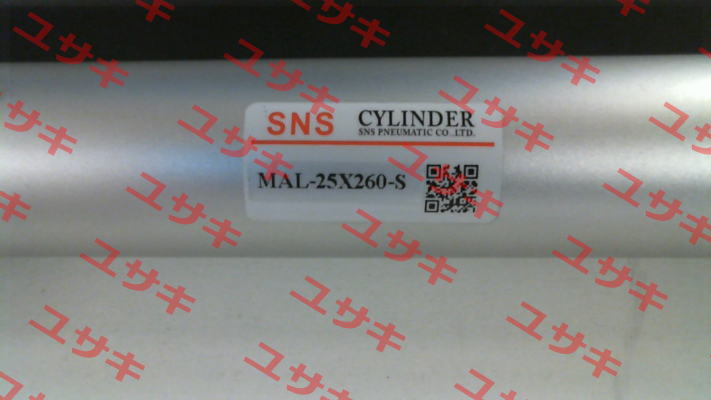 SNS CYLINDER
SNS PNEUMATIC CO .,LTD.
MAL-25X260-S
ユサキ